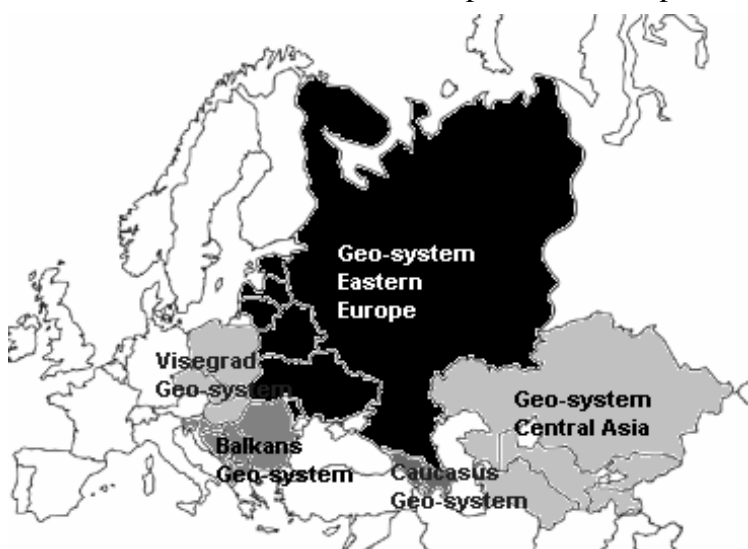 Geo-system
Eastern
Europe
Visegrad
Geo-system
Geo-system
Central Asia
Balkans
Geo-system
Caucasus
Geo-system